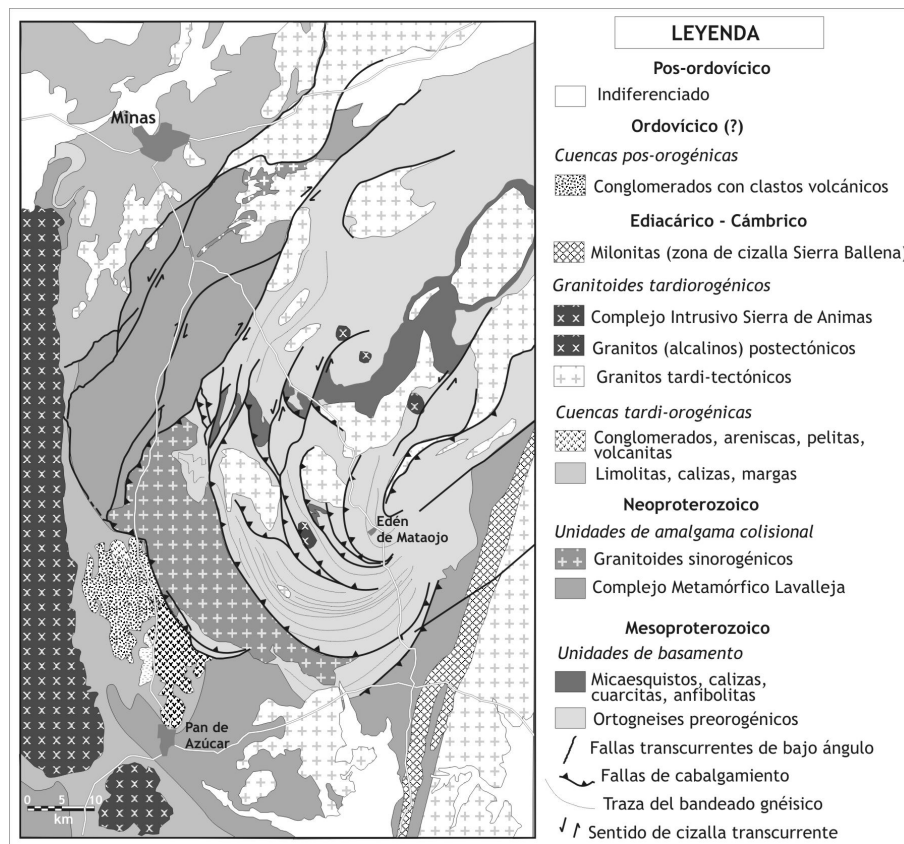 Minas
Edén
de Mataojo
Pan de
Azúcar
0 5 10
km
LEYENDA
Pos-ordovícico
Indiferenciado
Ordovícico (?)
Cuencas pos-orogénicas
Conglomerados con clastos volcánicos
Ediacárico - Cámbrico
Milonitas (zona de cizalla Sierra Ballena)
Granitoides tardiorogénicos
Complejo Intrusivo Sierra de Animas
Granitos (alcalinos) postectónicos
Granitos tardi-tectónicos
Cuencas tardi-orogénicas
Conglomerados, areniscas, pelitas,
volcanitas
Limolitas, calizas, margas
Neoproterozoico
Unidades de amalgama colisional
Granitoides sinorogénicos
Complejo Metamórfico Lavalleja
Mesoproterozoico
Unidades de basamento
Micaesquistos, calizas,
cuarcitas, anfibolitas
Ortogneises preorogénicos
Fallas transcurrentes de bajo ángulo
Fallas de cabalgamiento
Traza del bandeado gnéisico
Sentido de cizalla transcurrente